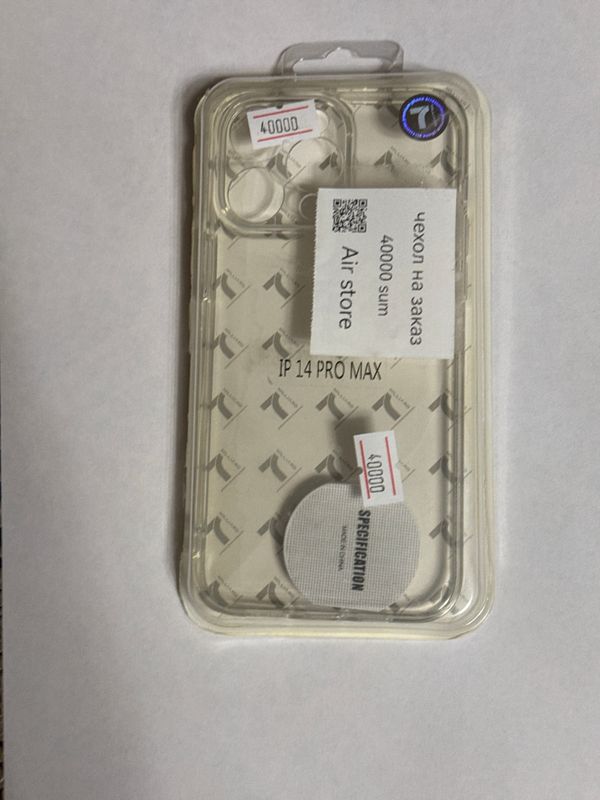 40000
чехол на заказ
40000 sum
Air store
IP 14 PRO MAX
40000
SPECIFICATION
MADE IN CHINA